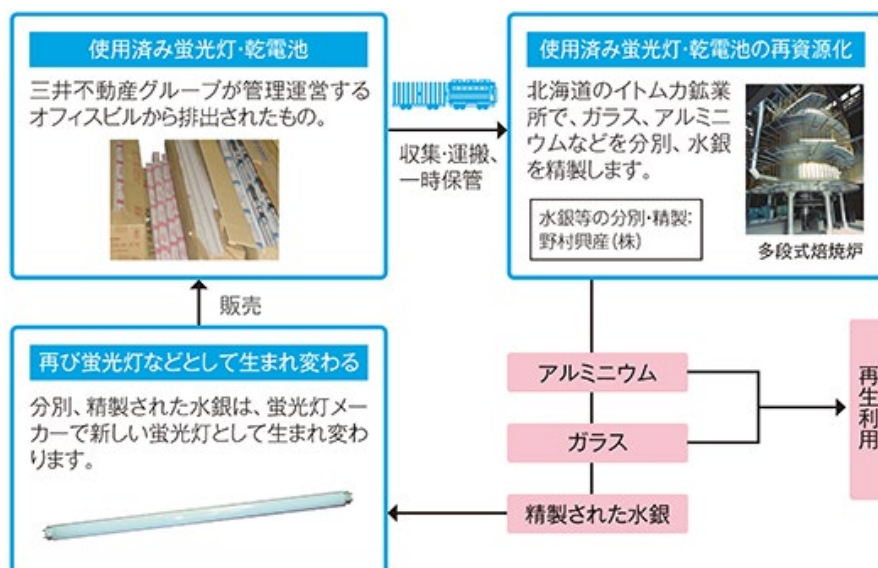 使用済み蛍光灯・乾電池
三井不動産グループが管理運営する
オフィスビルから排出されたもの。
収集・運搬、
一時保管
使用済み蛍光灯・乾電池の再資源化
北海道のイトムカ鉱業
所で、ガラス、アルミニ
ウムなどを分別、水銀
を精製します。
水銀等の分別・精製：
野村興産（株）
多段式焙焼炉
アルミニウム
ガラス
精製された水銀
再生利用
販売
再び蛍光灯などとして生まれ変わる
分別、精製された水銀は、蛍光灯メー
カーで新しい蛍光灯として生まれ変わ
ります。